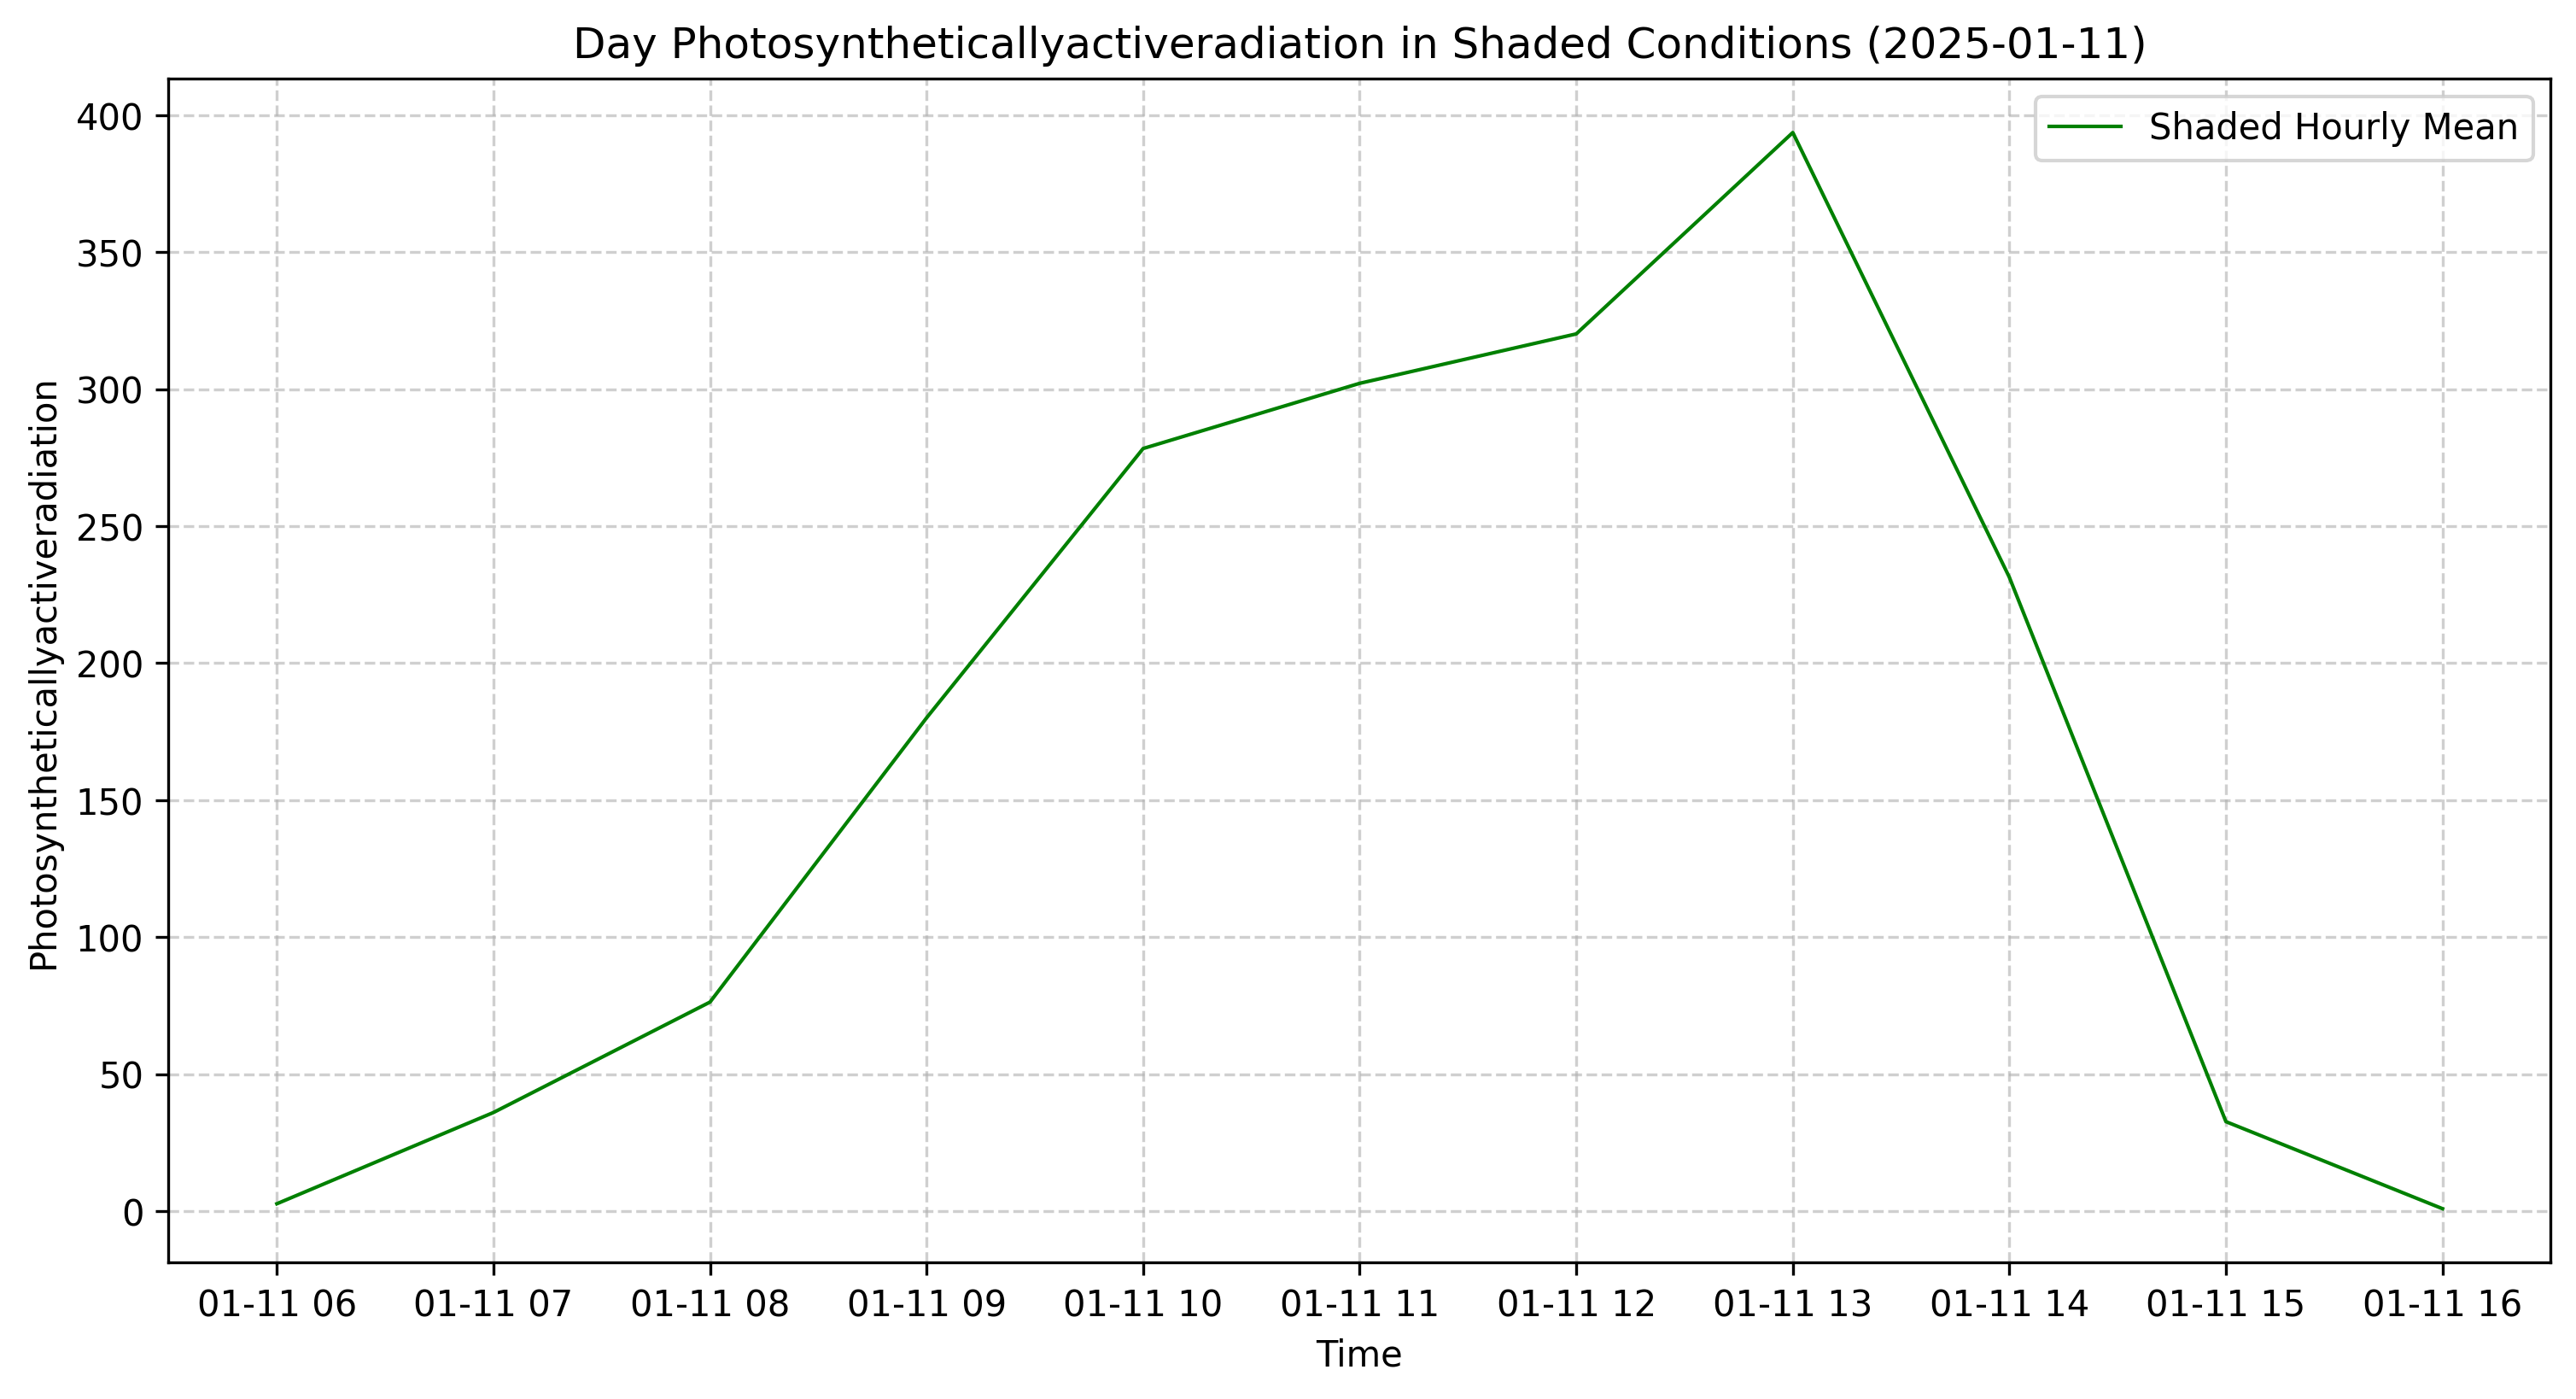 Day Photosyntheticallyactiveradiation in Shaded Conditions (2025-01-11)
Shaded Hourly Mean
Photosyntheticallyactiveradiation
400
350
300
250
200
150
100
50
0
01-11 06 01-11 07 01-11 08 01-11 09 01-11 10 01-11 11 01-11 12 01-11 13 01-11 14 01-11 15 01-11 16
Time